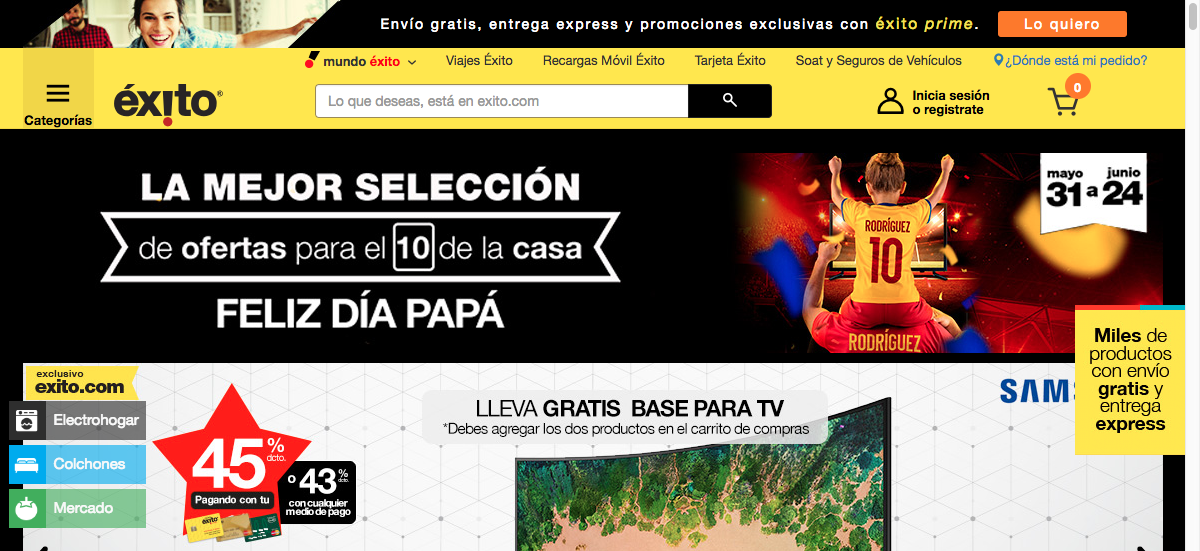 Envío gratis, entrega express y promociones exclusivas con éxito prime.
Lo quiero
mundo éxito
Viajes Éxito
Recargas Móvil Éxito
Tarjeta Éxito
Soat y Seguros de Vehículos
¿Dónde está mi pedido?
Categorías
éxito®
Lo que deseas, está en exito.com
Inicia sesión
o registrate
0
LA MEJOR SELECCIÓN
de ofertas para el 10 de la casa
FELIZ DÍA PAPÁ
RODRÍGUEZ
10
RODRÍGUEZ
mayo junio
31 a 24
Miles de
productos
con envío
gratis y
entrega
express
exclusivo
exito.com
Electrohogar
Colchones
Mercado
45% dcto.
Pagando con tu
éxito
o 43% dcto.
con cualquier
medio de pago
LLEVA GRATIS BASE PARA TV
*Debes agregar los dos productos en el carrito de compras
SAMS